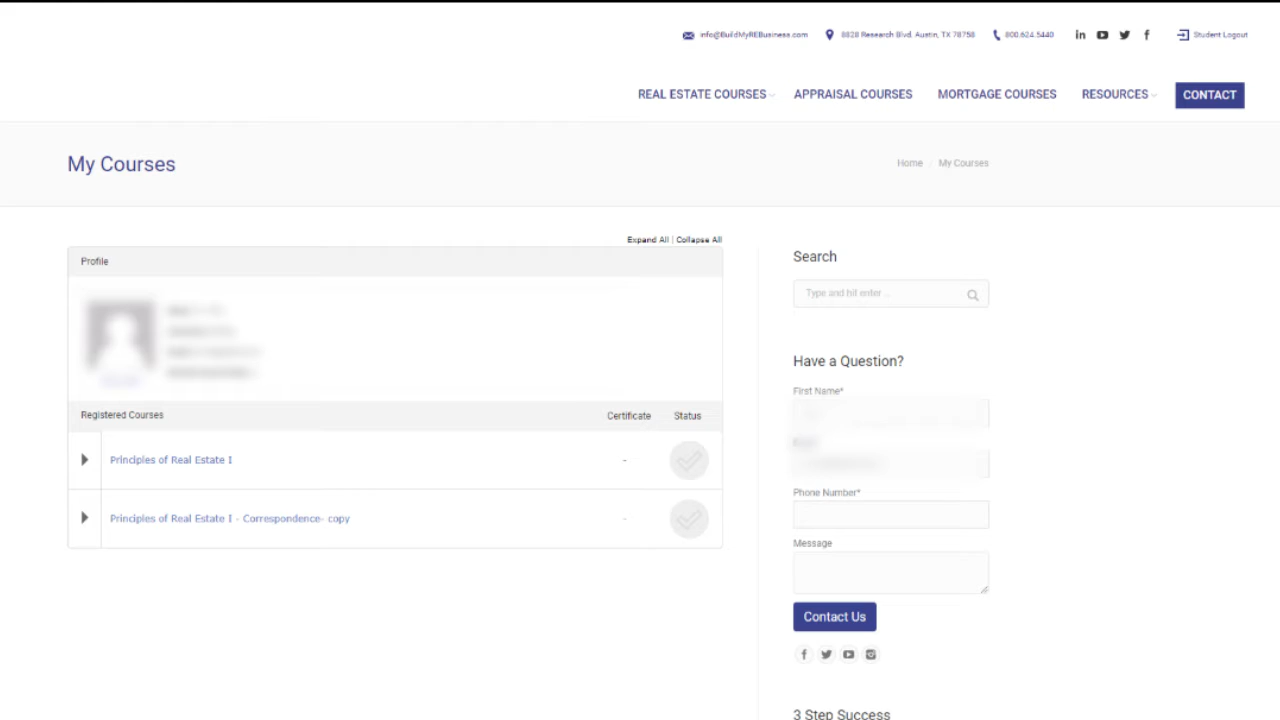 info@BuildMyREBusiness.com 8828 Research Blvd. Austin, TX 78758 800.624.5440 Student Logout
REAL ESTATE COURSES APPRAISAL COURSES MORTGAGE COURSES RESOURCES CONTACT
My Courses
Home / My Courses
Expand All | Collapse All
Profile
Registered Courses Certificate Status
Principles of Real Estate I -
Principles of Real Estate I - Correspondence- copy -
Search
Type and hit enter ...
Have a Question?
First Name*
Phone Number*
Message
Contact Us
3 Step Success